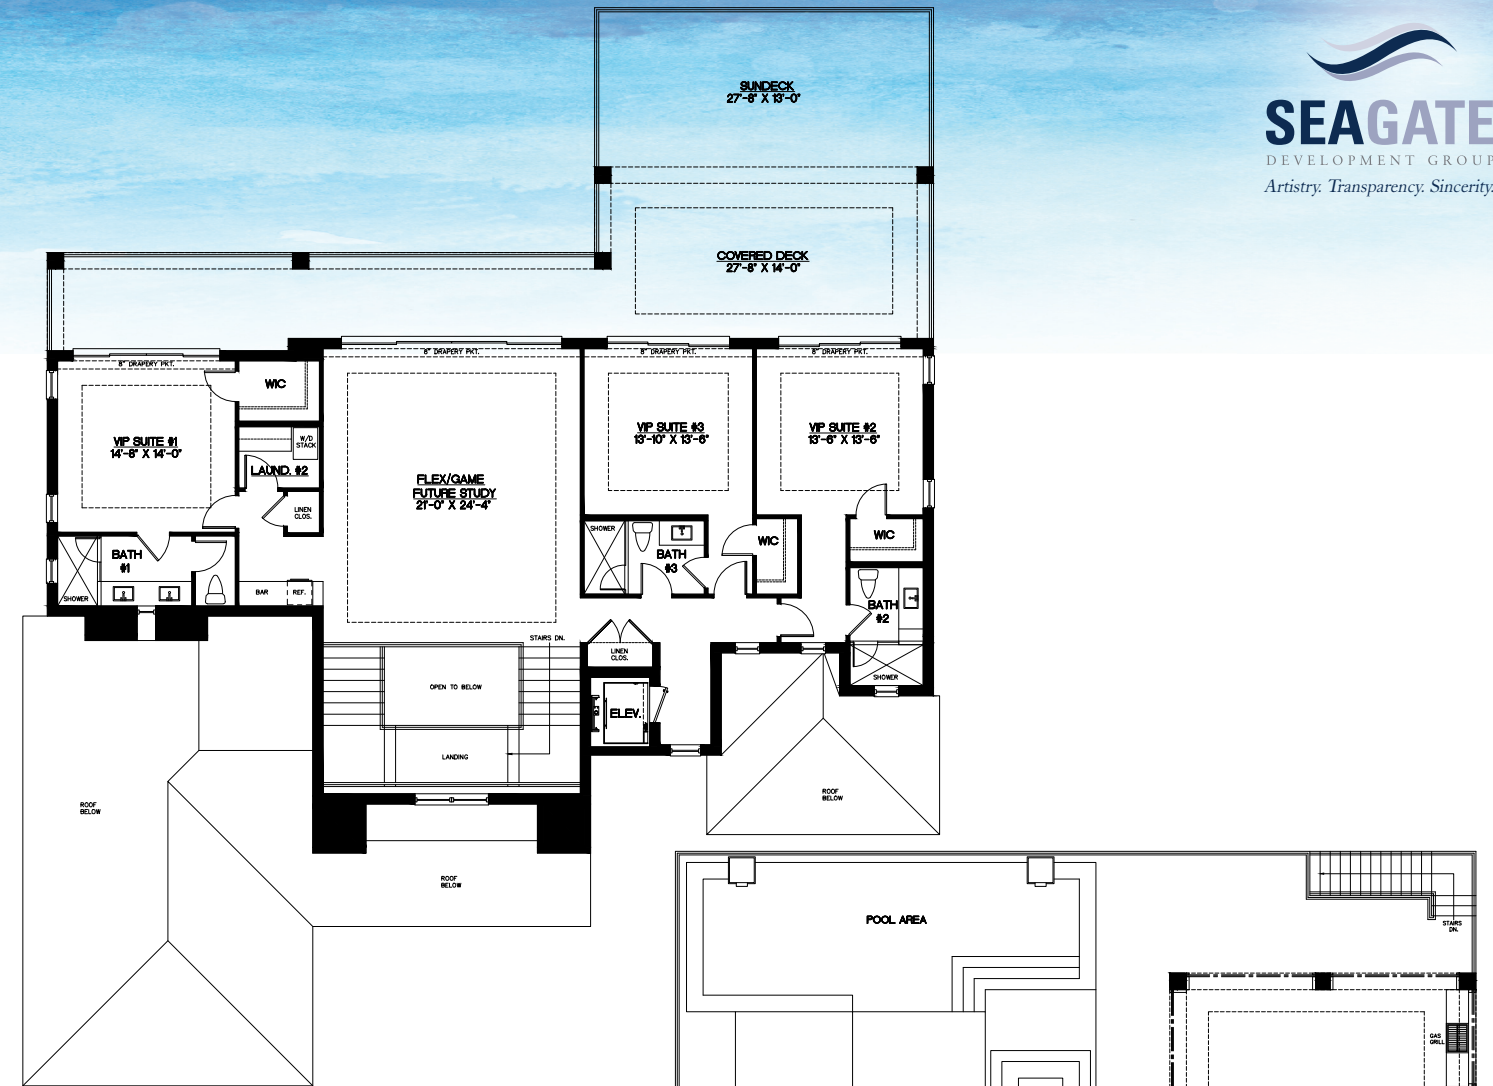 SEAGATE
DEVELOPMENT GROUP
Artistry. Transparency. Sincerity.
SUNDECK
27'-8" X 13'-0"
COVERED DECK
27'-8" X 14'-0"
8" DRAPERY PKT.
8" DRAPERY PKT.
8" DRAPERY PKT.
8" DRAPERY PKT.
WIC
VIP SUITE #1
14'-8" X 14'-0"
W/D
STACK
LAUND. #2
LINEN
CLOS.
FLEX/GAME
FUTURE STUDY
21'-0" X 24'-4"
VIP SUITE #3
13'-10" X 13'-6"
VIP SUITE #2
13'-6" X 13'-6"
BATH
#1
SHOWER
BAR
REF.
SHOWER
BATH
#3
WIC
WIC
BATH
#2
SHOWER
STAIRS DN.
LINEN
CLOS.
OPEN TO BELOW
ELEV.
LANDING
ROOF
BELOW
ROOF
BELOW
ROOF
BELOW
POOL AREA
STAIRS
DN.
GAS
GRILL